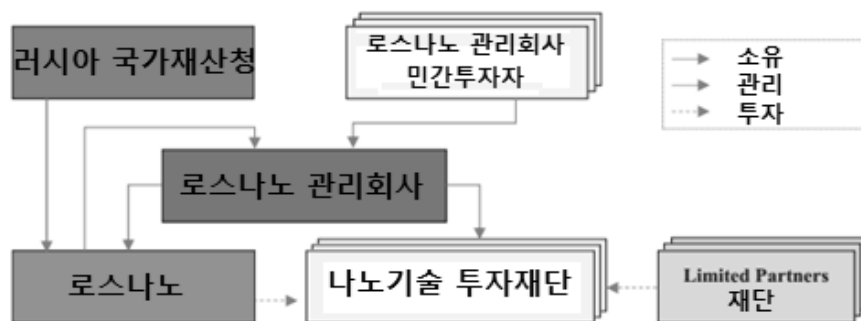 러시아 국가재산청
로스나노 관리회사
민간투자자
소유
관리
투자
로스나노 관리회사
로스나노
나노기술 투자재단
Limited Partners
재단